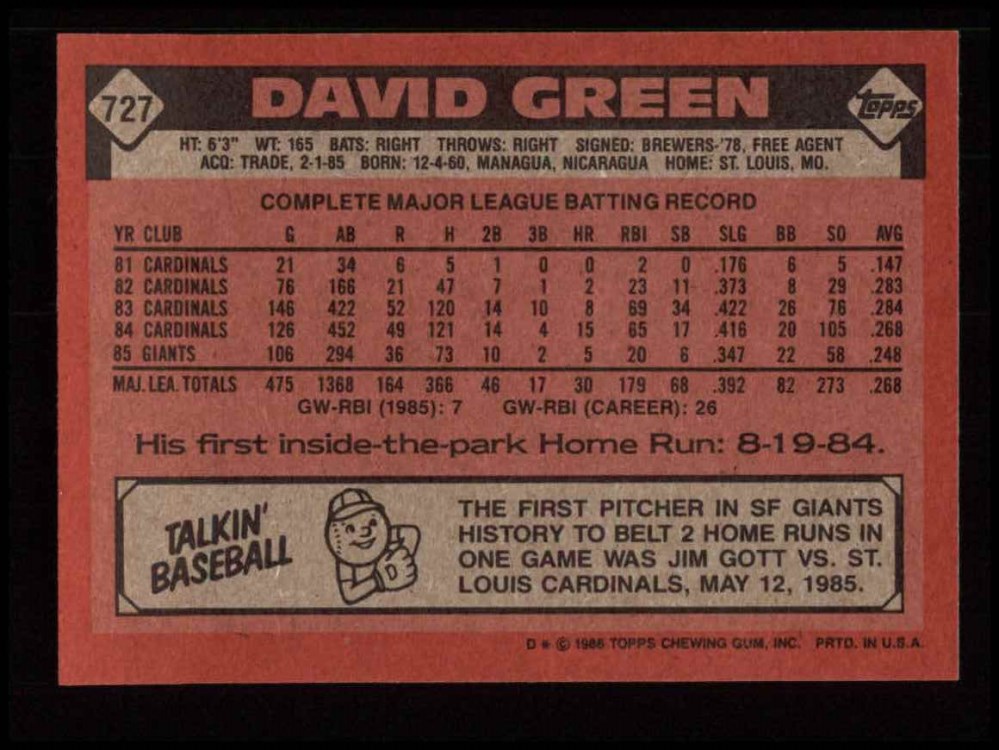 727
DAVID GREEN
Topps
HT: 6'3" WT: 165 BATS: RIGHT THROWS: RIGHT SIGNED: BREWERS-'78, FREE AGENT
ACQ: TRADE, 2-1-85 BORN: 12-4-60, MANAGUA, NICARAGUA HOME: ST. LOUIS, MO.
COMPLETE MAJOR LEAGUE BATTING RECORD
YR CLUB G AB R H 2B 3B HR RBI SB SLG BB SO AVG
81 CARDINALS 21 34 6 5 1 0 0 2 0 .176 6 5 .147
82 CARDINALS 76 166 21 47 7 1 2 23 11 .373 8 29 .283
83 CARDINALS 146 422 52 120 14 10 8 69 34 .422 26 76 .284
84 CARDINALS 126 452 49 121 14 4 15 65 17 .416 20 105 .268
85 GIANTS 106 294 36 73 10 2 5 20 6 .347 22 58 .248
MAJ. LEA. TOTALS 475 1368 164 366 46 17 30 179 68 .392 82 273 .268
GW-RBI (1985): 7 GW-RBI (CAREER): 26
His first inside-the-park Home Run: 8-19-84.
TALKIN'
BASEBALL
D
THE FIRST PITCHER IN SF GIANTS
HISTORY TO BELT 2 HOME RUNS IN
ONE GAME WAS JIM GOTT VS. ST.
LOUIS CARDINALS, MAY 12, 1985.
D * © 1986 TOPPS CHEWING GUM, INC. PRTD. IN U.S.A.